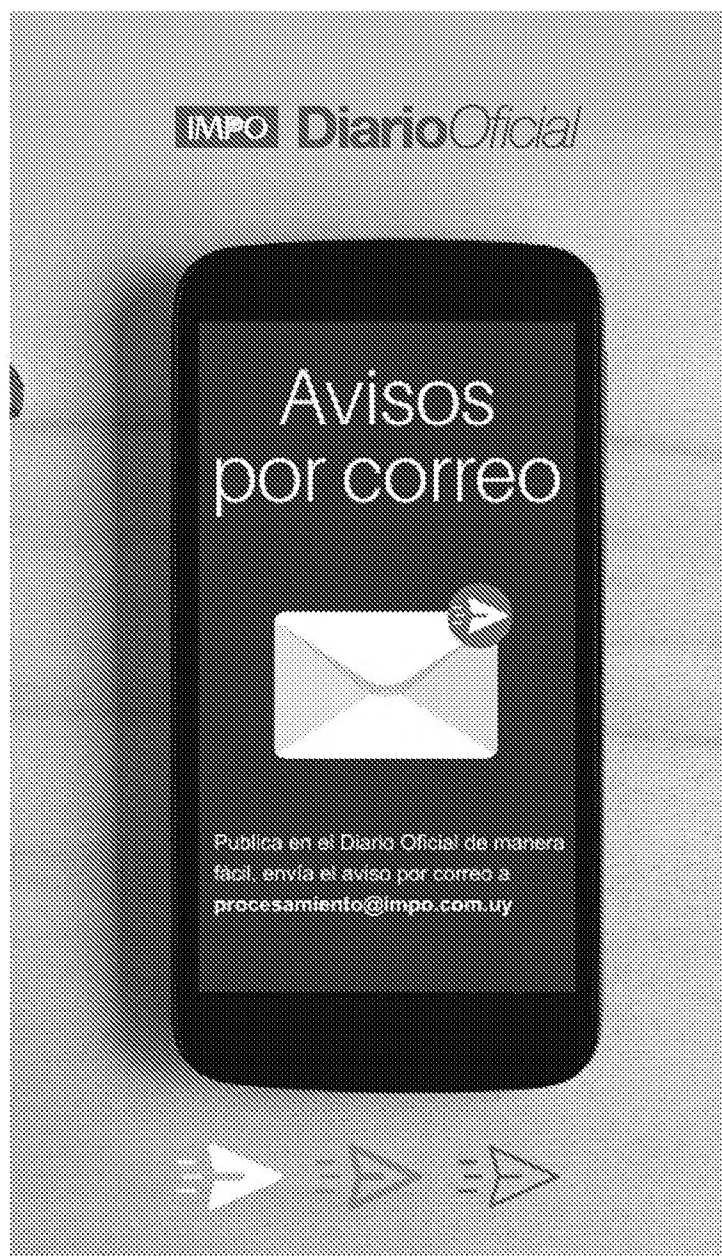 IMPO DiarioOficial
Avisos
por correo
Publica en el Diario Oficial de manera
fácil, envía el aviso por correo a
procesamiento@impo.com.uy